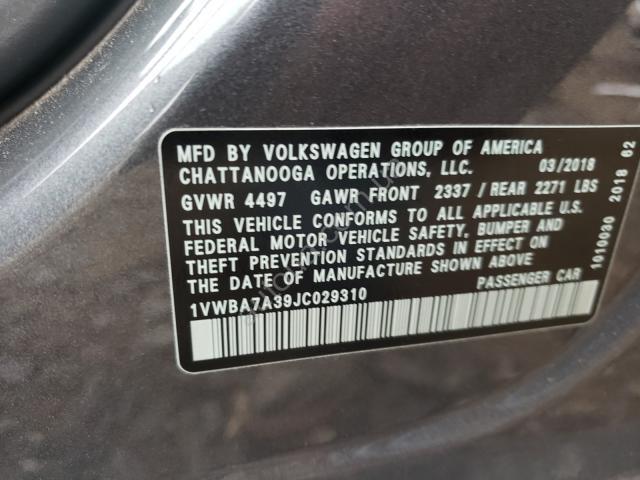 MFD BY VOLKSWAGEN GROUP OF AMERICA
CHATTANOOGA OPERATIONS, LLC. 03/2018
GVWR 4497 GAWR FRONT 2337 / REAR 2271 LBS
THIS VEHICLE CONFORMS TO ALL APPLICABLE U.S.
FEDERAL MOTOR VEHICLE SAFETY, BUMPER AND
THEFT PREVENTION STANDARDS IN EFFECT ON
THE DATE OF MANUFACTURE SHOWN ABOVE
1VWBA7A39JC029310 PASSENGER CAR
1010030 2018 62